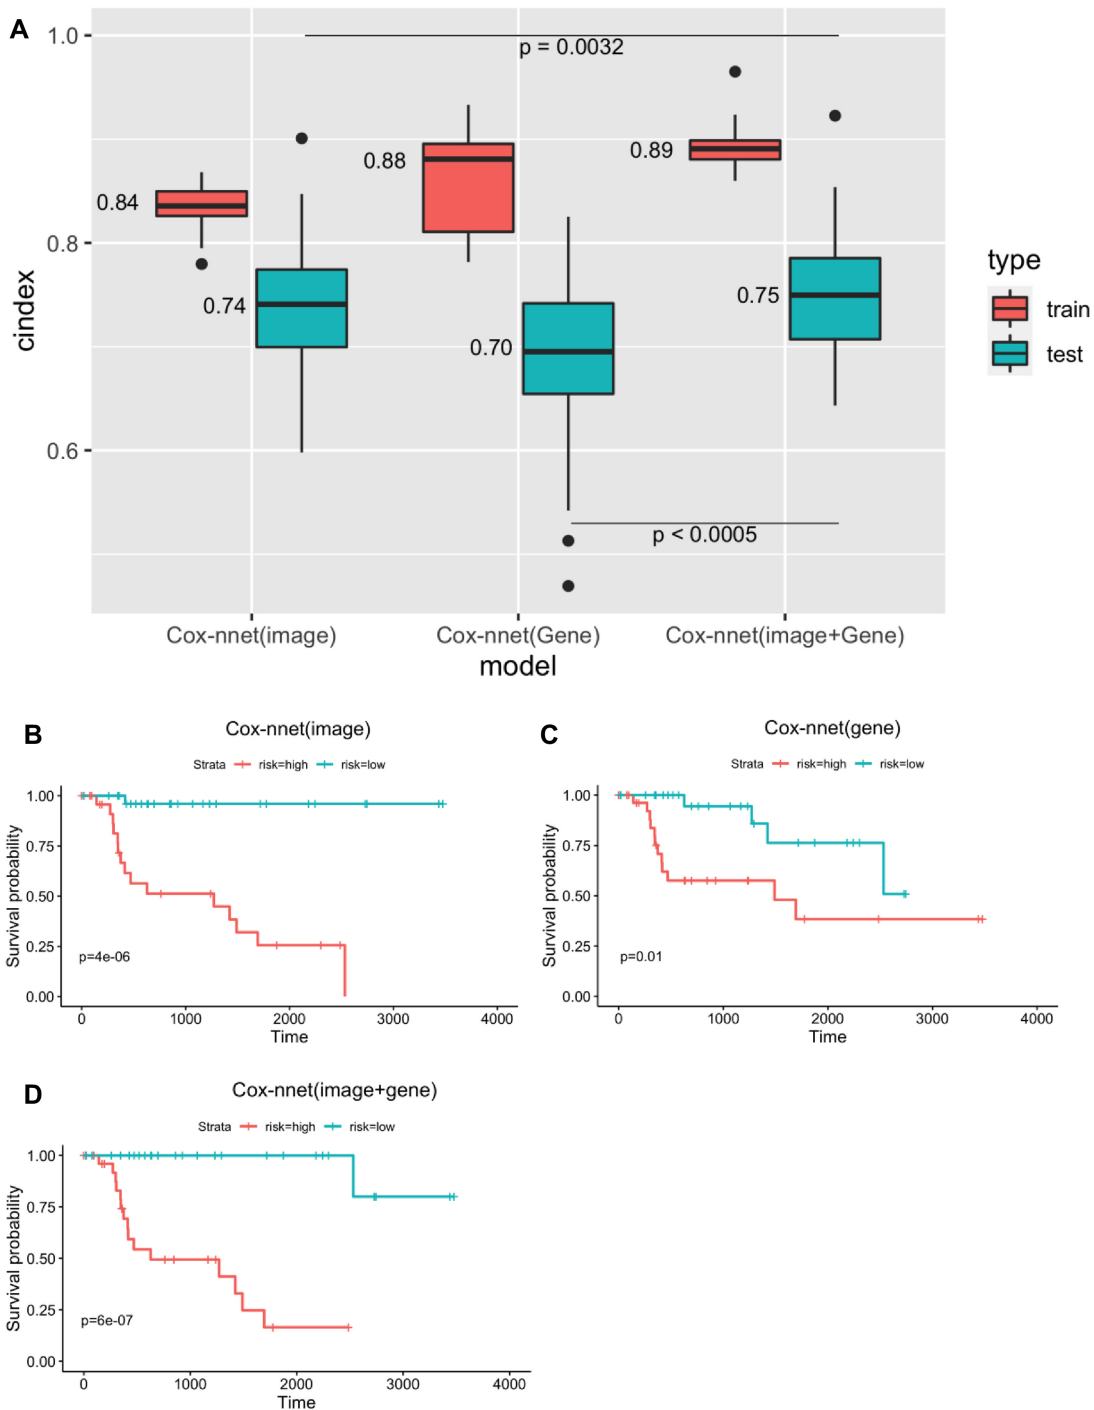 A
1.0
p = 0.0032
0.84
0.74
0.88
0.70
0.89
0.75
0.8
0.6
p < 0.0005
cindex
Cox-nnet(image)
Cox-nnet(Gene)
Cox-nnet(image+Gene)
model
type
train
test
B
Cox-nnet(image)
Strata risk=high risk=low
1.00
0.75
0.50
0.25
0.00
Survival probability
p=4e-06
0 1000 2000 3000 4000
Time
C
Cox-nnet(gene)
Strata risk=high risk=low
1.00
0.75
0.50
0.25
0.00
Survival probability
p=0.01
0 1000 2000 3000 4000
Time
D
Cox-nnet(image+gene)
Strata risk=high risk=low
1.00
0.75
0.50
0.25
0.00
Survival probability
p=6e-07
0 1000 2000 3000 4000
Time